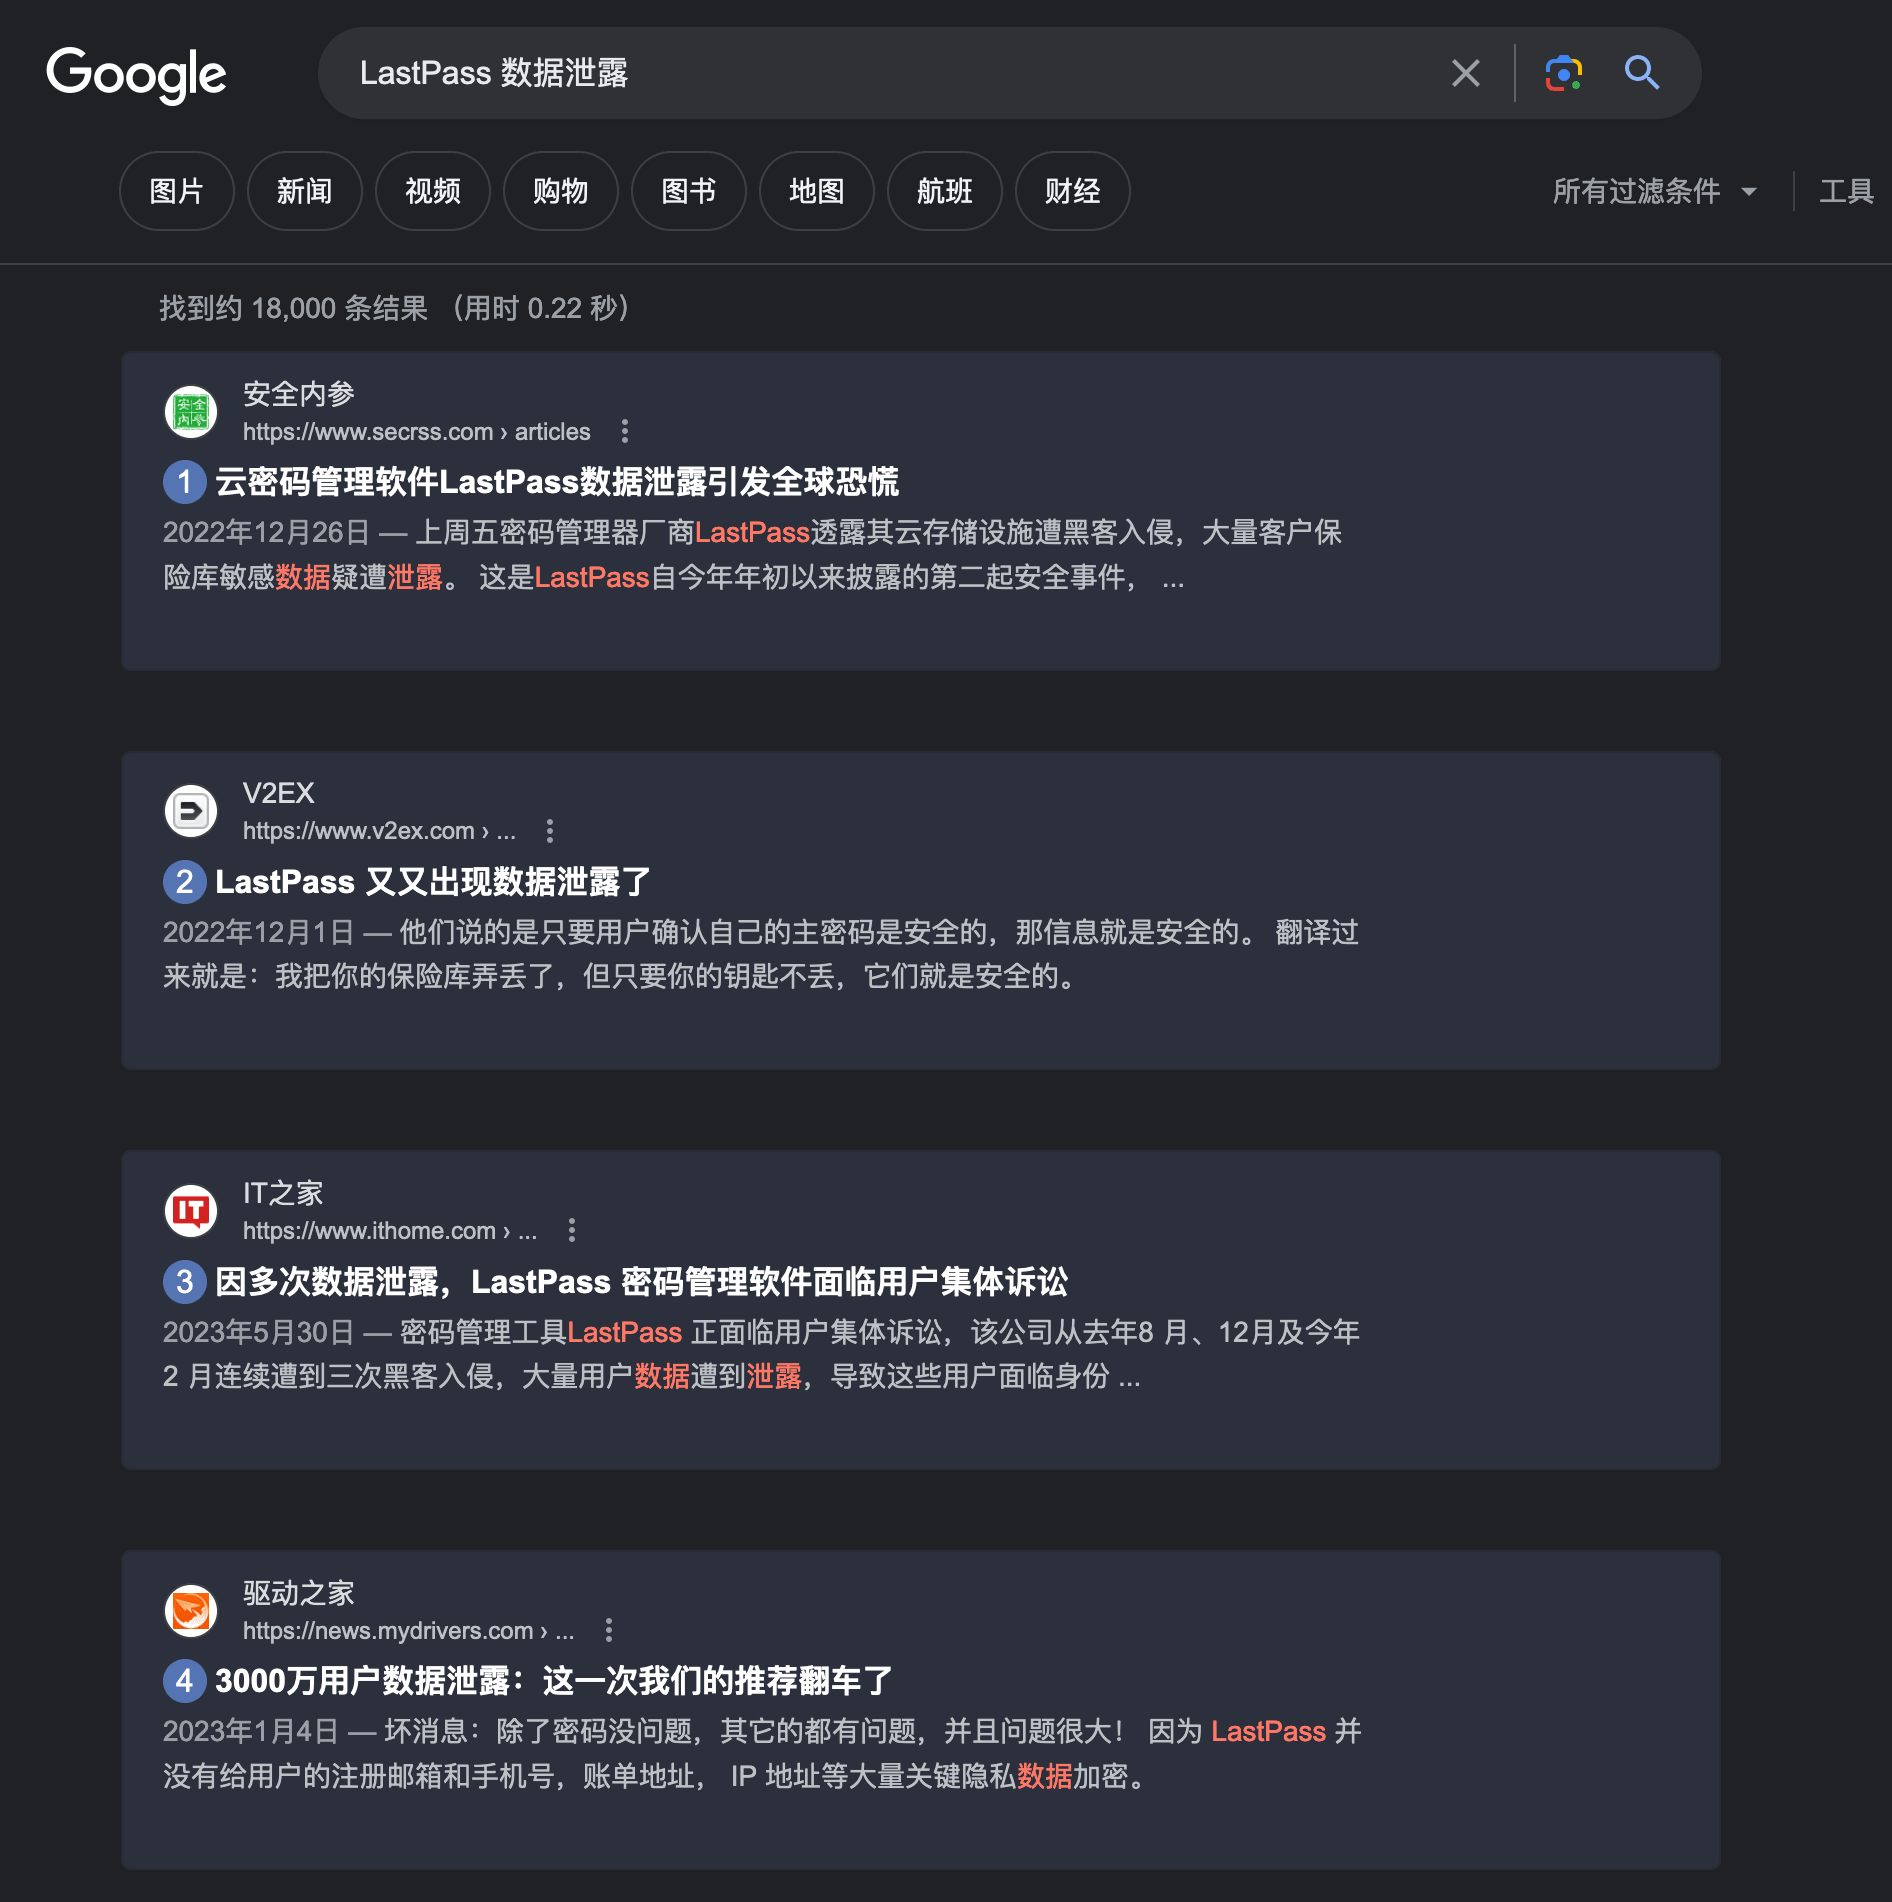 Google
LastPass 数据泄露
图片 新闻 视频 购物 图书 地图 航班 财经 所有过滤条件 工具
找到约 18,000 条结果 （用时 0.22 秒）
安全内参
https://www.secrss.com › articles
1 云密码管理软件LastPass数据泄露引发全球恐慌
2022年12月26日 — 上周五密码管理器厂商LastPass透露其云存储设施遭黑客入侵，大量客户保
险库敏感数据疑遭泄露。 这是LastPass自今年年初以来披露的第二起安全事件， ...
V2EX
https://www.v2ex.com › ...
2 LastPass 又又出现数据泄露了
2022年12月1日 — 他们说的是只要用户确认自己的主密码是安全的，那信息就是安全的。 翻译过
来就是：我把你的保险库弄丢了，但只要你的钥匙不丢，它们就是安全的。
IT之家
https://www.ithome.com › ...
3 因多次数据泄露，LastPass 密码管理软件面临用户集体诉讼
2023年5月30日 — 密码管理工具LastPass 正面临用户集体诉讼，该公司从去年8 月、12月及今年
2 月连续遭到三次黑客入侵，大量用户数据遭到泄露，导致这些用户面临身份 ...
驱动之家
https://news.mydrivers.com › ...
4 3000万用户数据泄露：这一次我们的推荐翻车了
2023年1月4日 — 坏消息：除了密码没问题，其它的都有问题，并且问题很大！ 因为 LastPass 并
没有给用户的注册邮箱和手机号，账单地址， IP 地址等大量关键隐私数据加密。